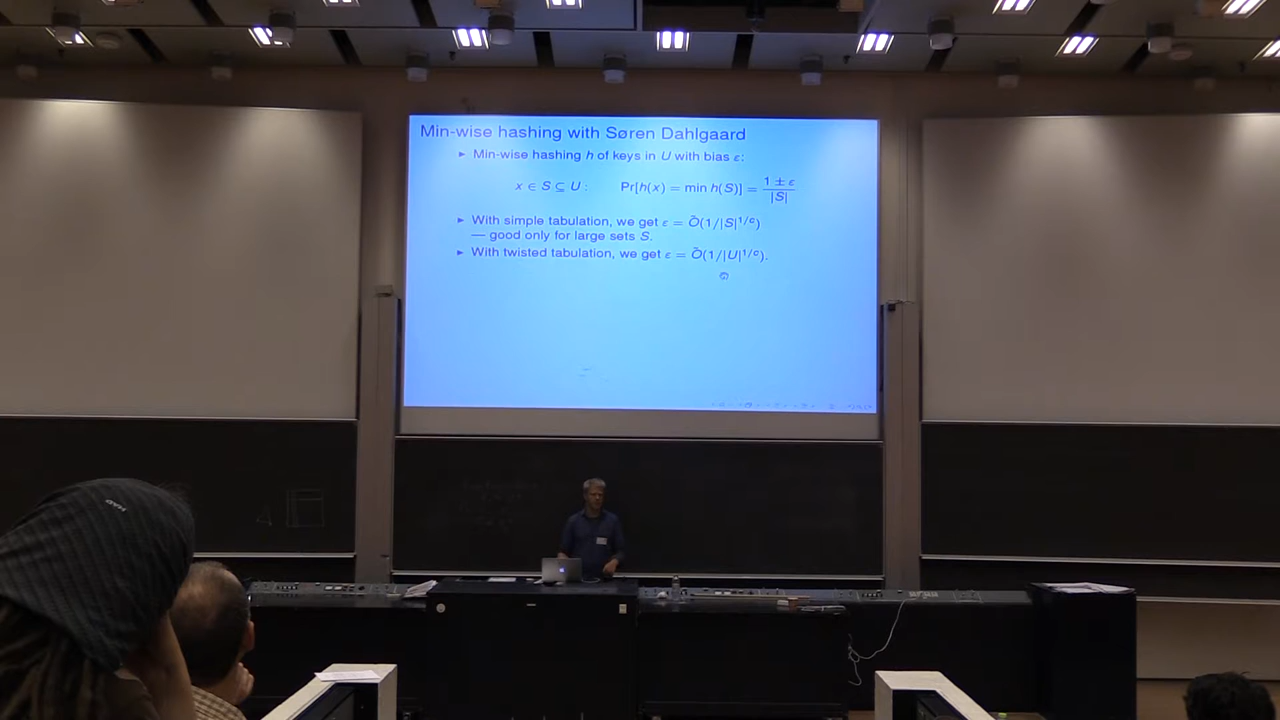 Min-wise hashing with Søren Dahlgaard
► Min-wise hashing h of keys in U with bias ε:
x ∈ S ⊆ U : Pr[h(x) = min h(S)] = (1 ± ε)/|S|
► With simple tabulation, we get ε = Õ(1/|S|^{1/c})
— good only for large sets S.
► With twisted tabulation, we get ε = Õ(1/|U|^{1/c}).
MAD